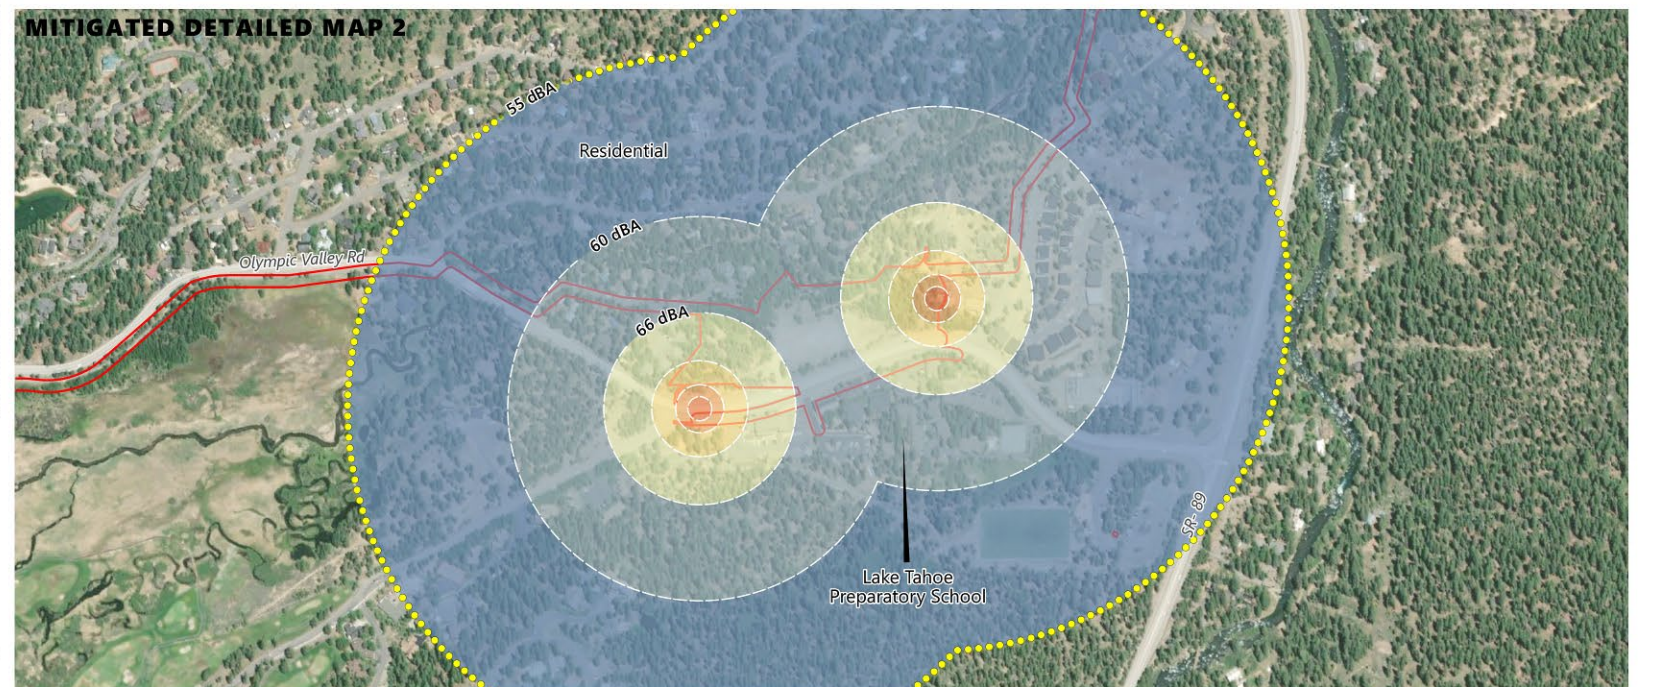 MITIGATED DETAILED MAP 2
55 dBA
Residential
60 dBA
Olympic Valley Rd
66 dBA
SR- 89
Lake Tahoe
Preparatory School